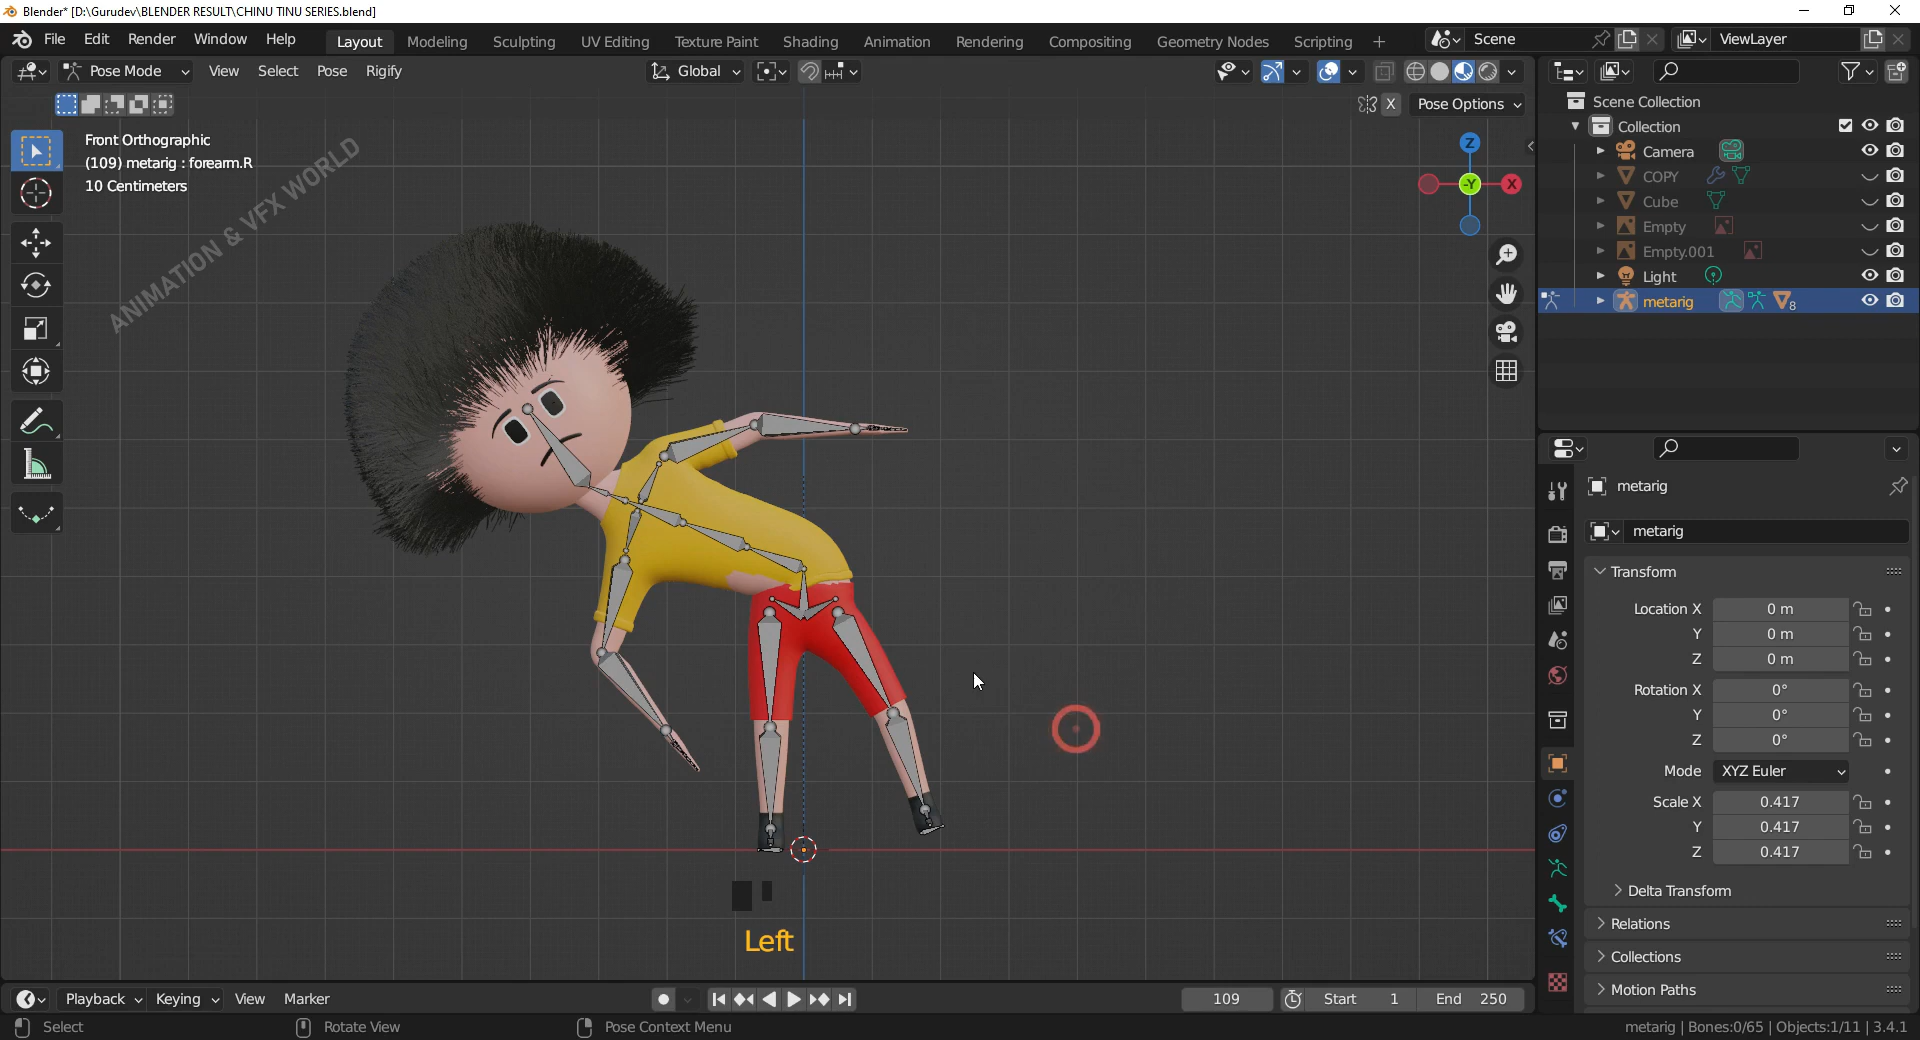 Blender* [D:\Gurudev\BLENDER RESULT\CHINU TINU SERIES.blend]
File Edit Render Window Help Layout Modeling Sculpting UV Editing Texture Paint Shading Animation Rendering Compositing Geometry Nodes Scripting + Scene ViewLayer
Pose Mode View Select Pose Rigify Global
X Pose Options
Front Orthographic
(109) metarig : forearm.R
10 Centimeters
ANIMATION & VFX WORLD
Z
-Y
X
Scene Collection
Collection
Camera
COPY
Cube
Empty
Empty.001
Light
metarig 8
metarig
metarig
Transform
Location X 0 m
Y 0 m
Z 0 m
Rotation X 0°
Y 0°
Z 0°
Mode XYZ Euler
Scale X 0.417
Y 0.417
Z 0.417
Delta Transform
Relations
Collections
Motion Paths
Left
Playback Keying View Marker 109 Start 1 End 250
Select Rotate View Pose Context Menu metarig | Bones:0/65 | Objects:1/11 | 3.4.1